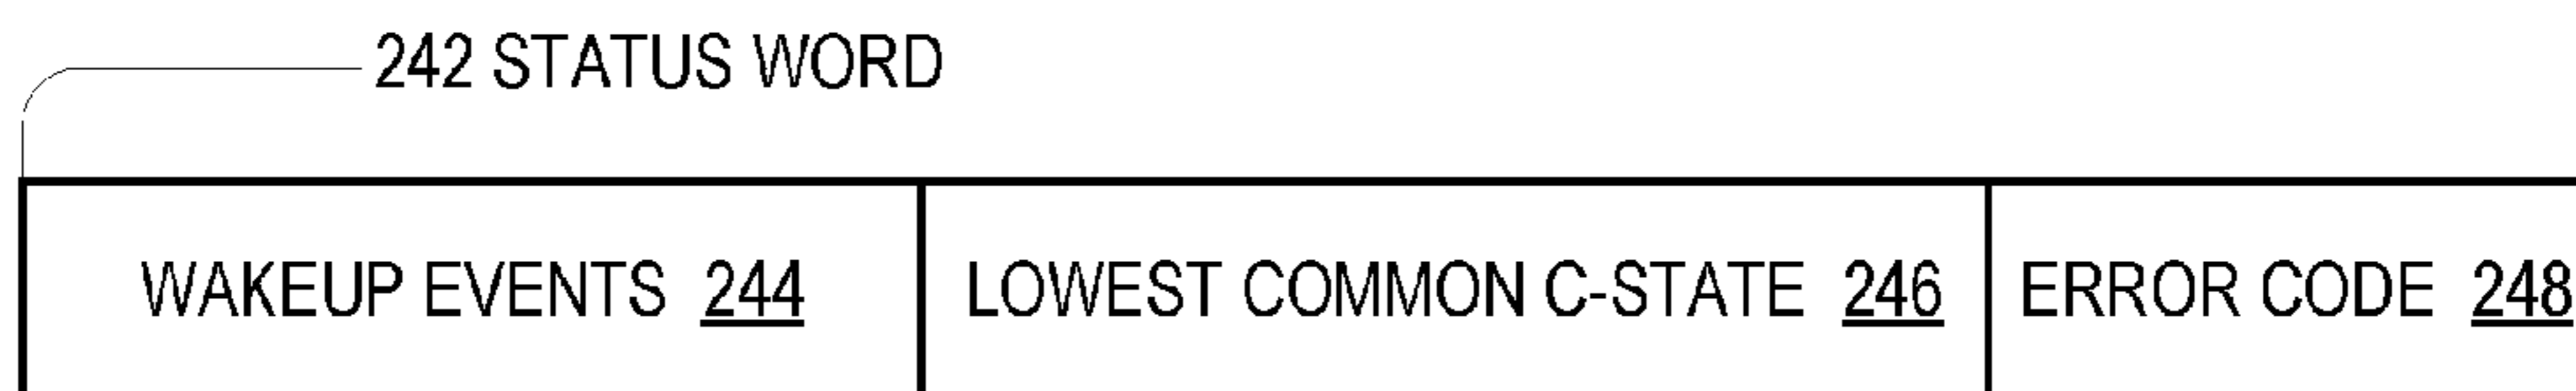 242 STATUS WORD
WAKEUP EVENTS 244 LOWEST COMMON C-STATE 246 ERROR CODE 248